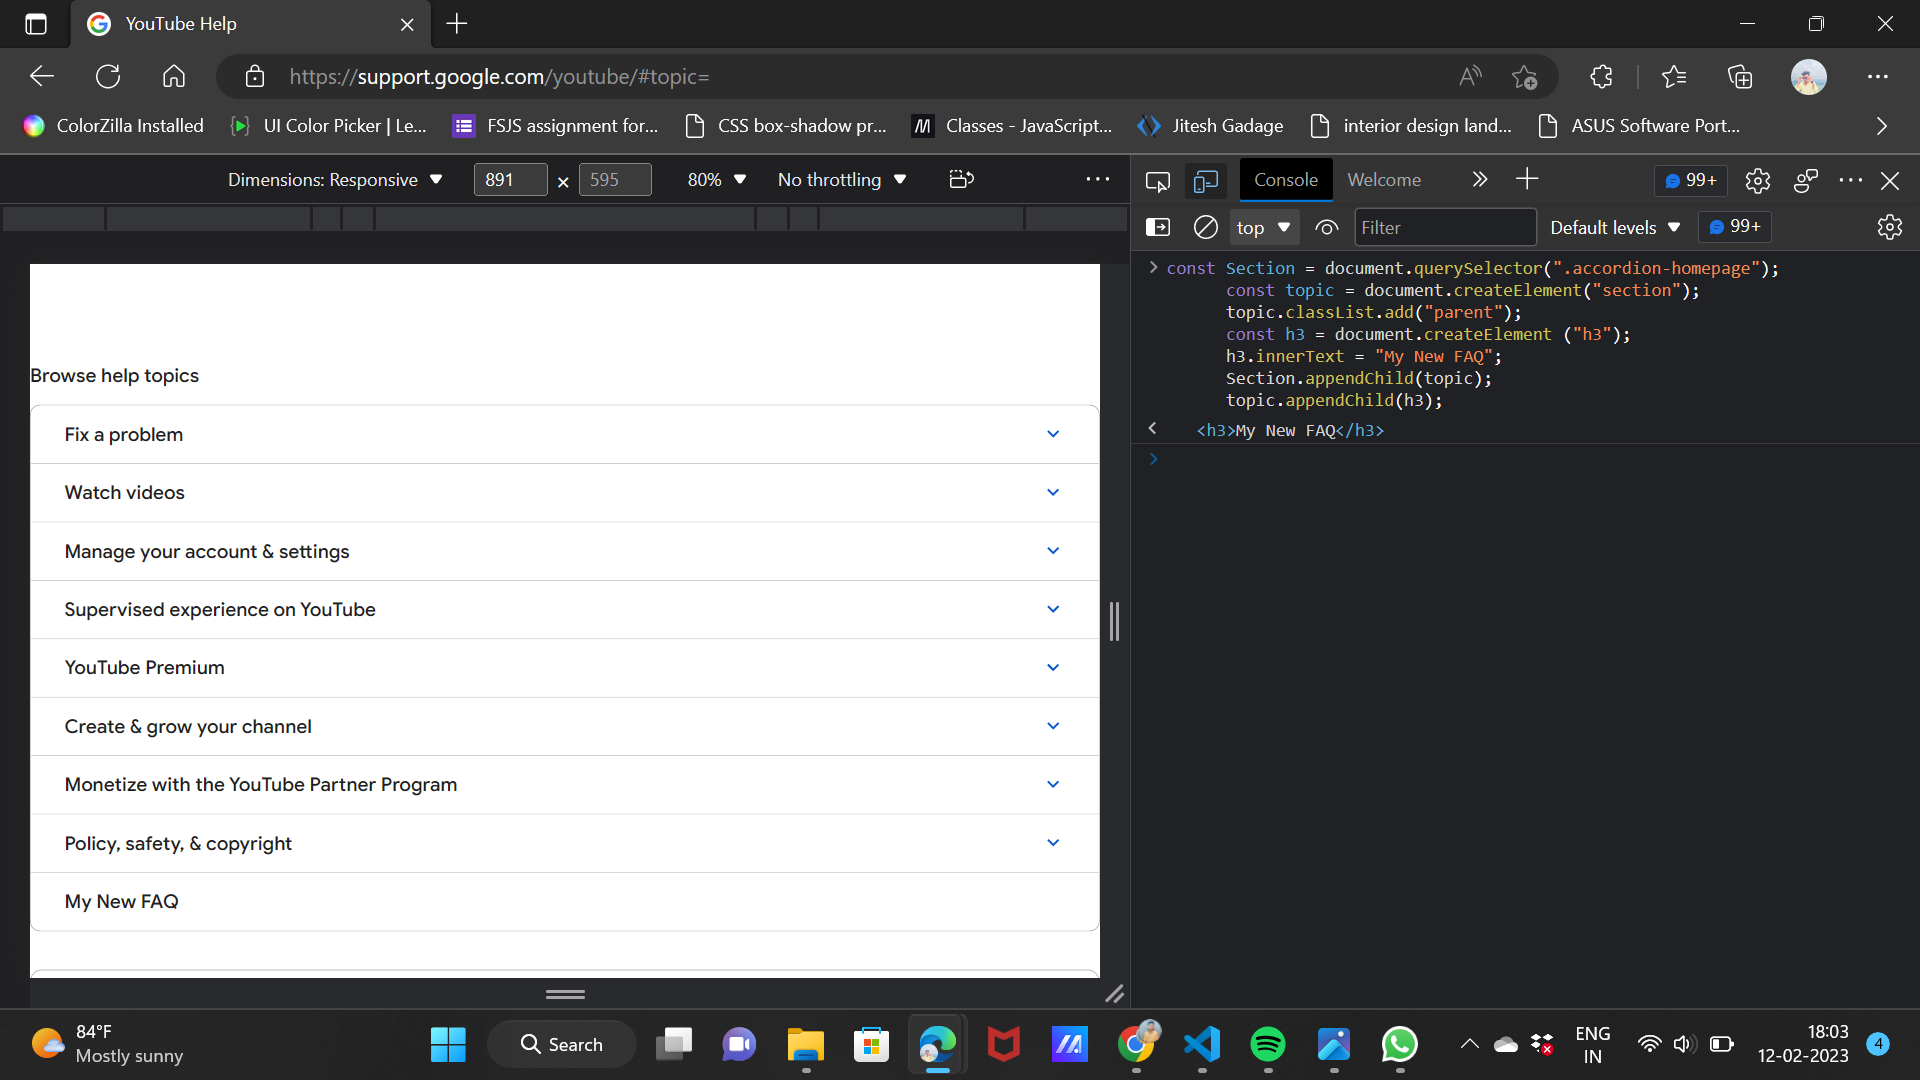 YouTube Help
https://support.google.com/youtube/#topic=
ColorZilla Installed
UI Color Picker | Le...
FSJS assignment for...
CSS box-shadow pr...
Classes - JavaScript...
Jitesh Gadage
interior design land...
ASUS Software Port...
Dimensions: Responsive
891
×
595
80%
No throttling
Console
Welcome
99+
top
Filter
Default levels
99+
const Section = document.querySelector(".accordion-homepage");
const topic = document.createElement("section");
topic.classList.add("parent");
const h3 = document.createElement ("h3");
h3.innerText = "My New FAQ";
Section.appendChild(topic);
topic.appendChild(h3);
<h3>My New FAQ</h3>
Browse help topics
Fix a problem
Watch videos
Manage your account & settings
Supervised experience on YouTube
YouTube Premium
Create & grow your channel
Monetize with the YouTube Partner Program
Policy, safety, & copyright
My New FAQ
84°F
Mostly sunny
Search
ENG
IN
18:03
12-02-2023
4